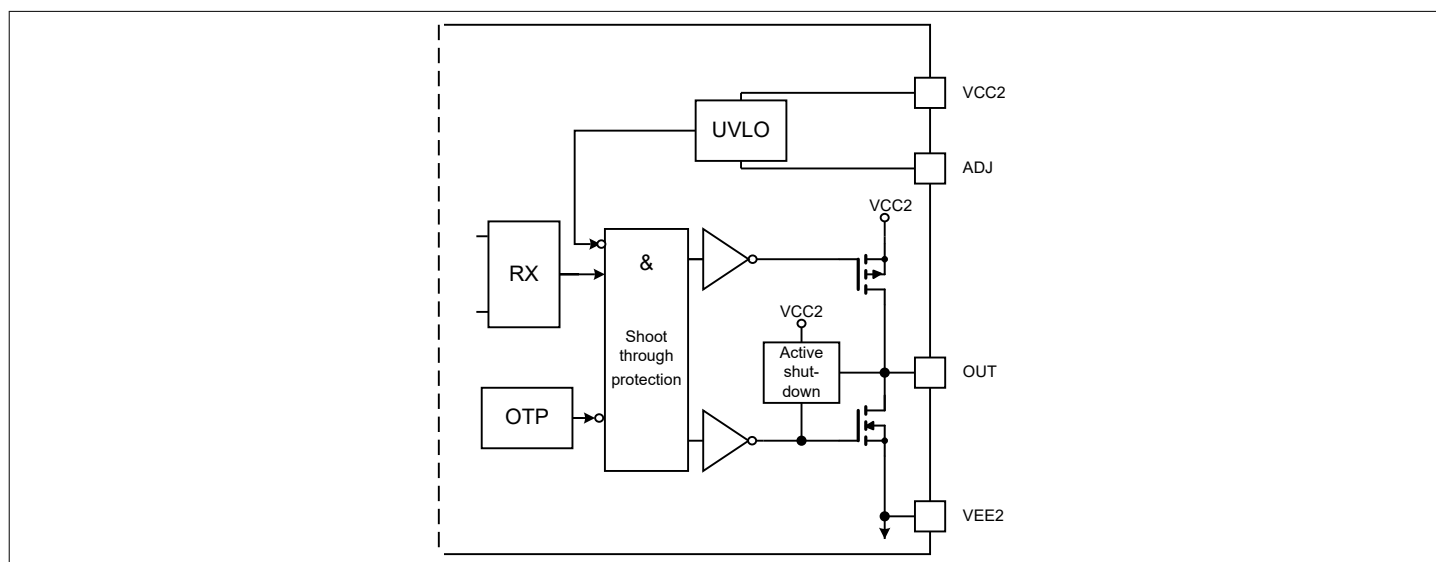 VCC2
UVLO
ADJ
VCC2
RX
&
VCC2
Shoot
through
protection
Active
shut-
down
OUT
OTP
VEE2